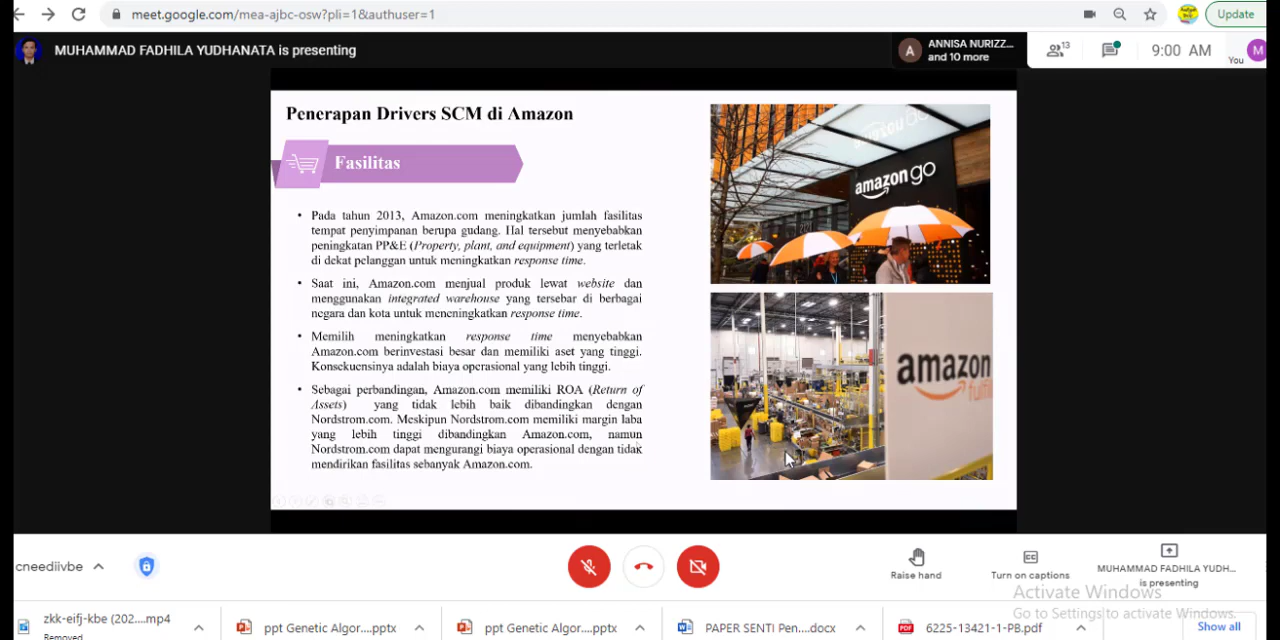 meet.google.com/mea-ajbc-osw?pli=1&authuser=1
Update
MUHAMMAD FADHILA YUDHANATA is presenting
A
ANNISA NURIZZ...
and 10 more
13
9:00 AM
You
M
Penerapan Drivers SCM di Amazon
Fasilitas
• Pada tahun 2013, Amazon.com meningkatkan jumlah fasilitas
tempat penyimpanan berupa gudang. Hal tersebut menyebabkan
peningkatan PP&E (Property, plant, and equipment) yang terletak
di dekat pelanggan untuk meningkatkan response time.
• Saat ini, Amazon.com menjual produk lewat website dan
menggunakan integrated warehouse yang tersebar di berbagai
negara dan kota untuk meneningkatkan response time.
• Memilih meningkatkan response time menyebabkan
Amazon.com berinvestasi besar dan memiliki aset yang tinggi.
Konsekuensinya adalah biaya operasional yang lebih tinggi.
• Sebagai perbandingan, Amazon.com memiliki ROA (Return of
Assets) yang tidak lebih baik dibandingkan dengan
Nordstrom.com. Meskipun Nordstrom.com memiliki margin laba
yang lebih tinggi dibandingkan Amazon.com, namun
Nordstrom.com dapat mengurangi biaya operasional dengan tidak
mendirikan fasilitas sebanyak Amazon.com.
amazon go
amazon
cneediivbe
Raise hand
CC
Turn on captions
MUHAMMAD FADHILA YUDH...
is presenting
Activate Windows
Go to Settings to activate Windows.
zkk-eifj-kbe (202....mp4
Removed
ppt Genetic Algor....pptx
ppt Genetic Algor....pptx
PAPER SENTI Pen....docx
PDF
6225-13421-1-PB.pdf
Show all